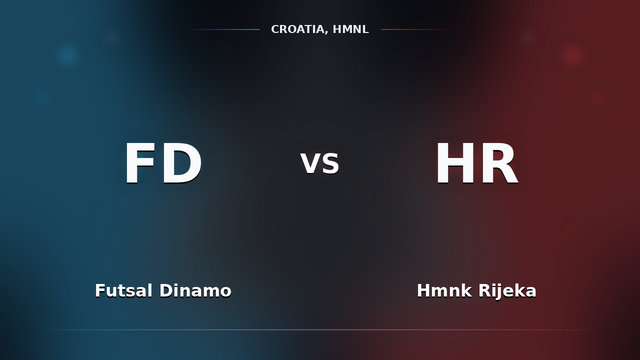 CROATIA, HMNL
FD
VS
HR
Futsal Dinamo
Hmnk Rijeka